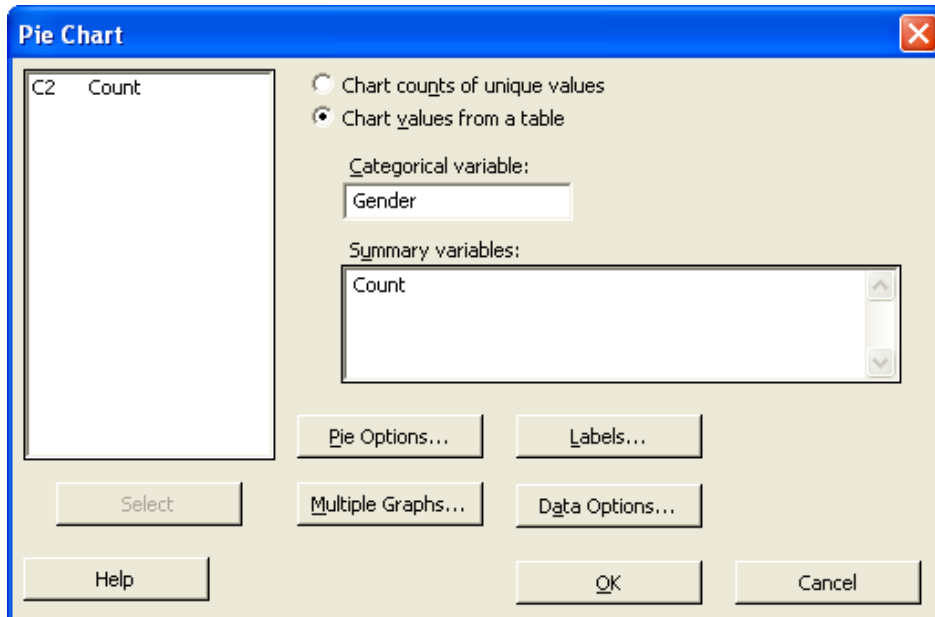 Pie Chart
C2 Count
Chart counts of unique values
Chart values from a table
Categorical variable:
Gender
Summary variables:
Count
Pie Options...
Labels...
Select
Multiple Graphs...
Data Options...
Help
OK
Cancel